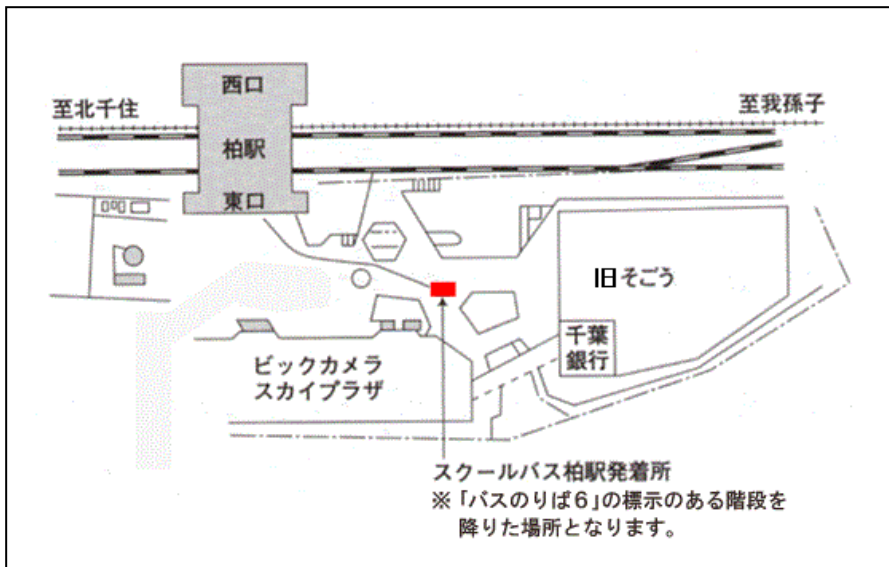 西口
至北千住
至我孫子
柏駅
東口
旧そごう
千葉
銀行
ビックカメラ
スカイプラザ
スクールバス柏駅発着所
※「バスのりば6」の標示のある階段を
降りた場所となります。